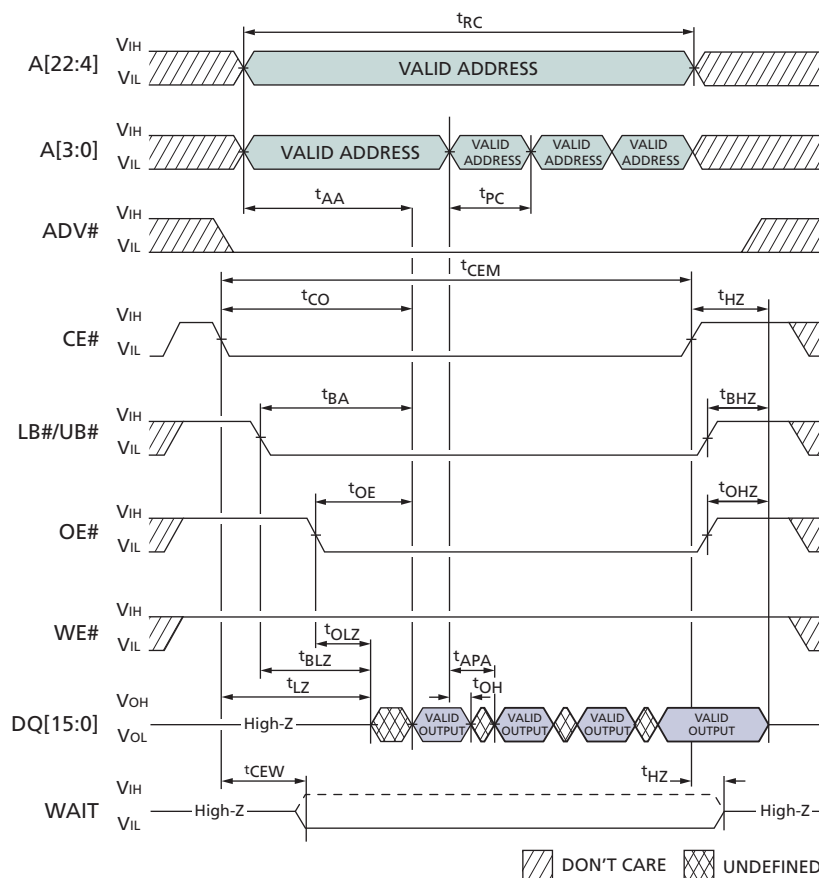 tRC
VIH
A[22:4] VALID ADDRESS
VIL
VIH
A[3:0] VALID ADDRESS VALID ADDRESS VALID ADDRESS VALID ADDRESS
VIL
tAA tPC
VIH
ADV#
VIL
tCEM
tCO tHZ
VIH
CE#
VIL
tBA tBHZ
VIH
LB#/UB#
VIL
tOE tOHZ
VIH
OE#
VIL
VIH
WE#
VIL
tOLZ
tBLZ tAPA
tLZ tOH
VOH
DQ[15:0] High-Z VALID OUTPUT VALID OUTPUT VALID OUTPUT VALID OUTPUT
VOL
tCEW tHZ
VIH
WAIT High-Z High-Z
VIL
DON'T CARE UNDEFINED